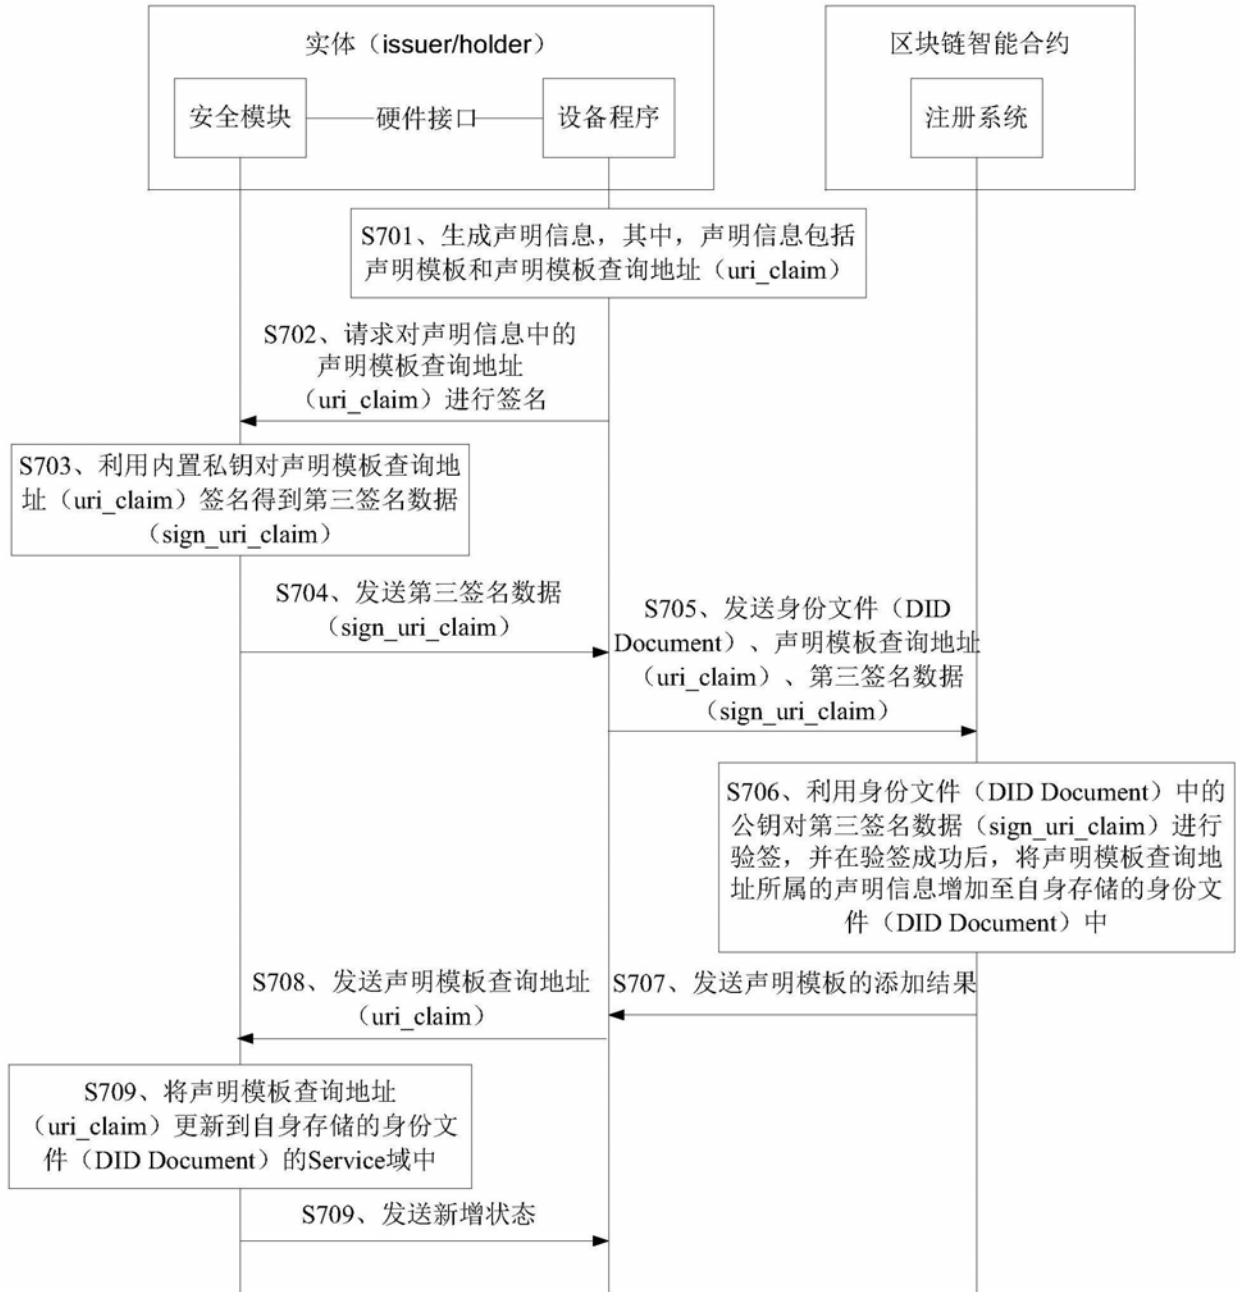 实体（issuer/holder）
区块链智能合约
安全模块
硬件接口
设备程序
注册系统
S701、生成声明信息，其中，声明信息包括
声明模板和声明模板查询地址（uri_claim）
S702、请求对声明信息中的
声明模板查询地址
（uri_claim）进行签名
S703、利用内置私钥对声明模板查询地
址（uri_claim）签名得到第三签名数据
（sign_uri_claim）
S704、发送第三签名数据
（sign_uri_claim）
S705、发送身份文件（DID
Document）、声明模板查询地址
（uri_claim）、第三签名数据
（sign_uri_claim）
S706、利用身份文件（DID Document）中的
公钥对第三签名数据（sign_uri_claim）进行
验签，并在验签成功后，将声明模板查询地
址所属的声明信息增加至自身存储的身份文
件（DID Document）中
S707、发送声明模板的添加结果
S708、发送声明模板查询地址
（uri_claim）
S709、将声明模板查询地址
（uri_claim）更新到自身存储的身份文
件（DID Document）的Service域中
S709、发送新增状态